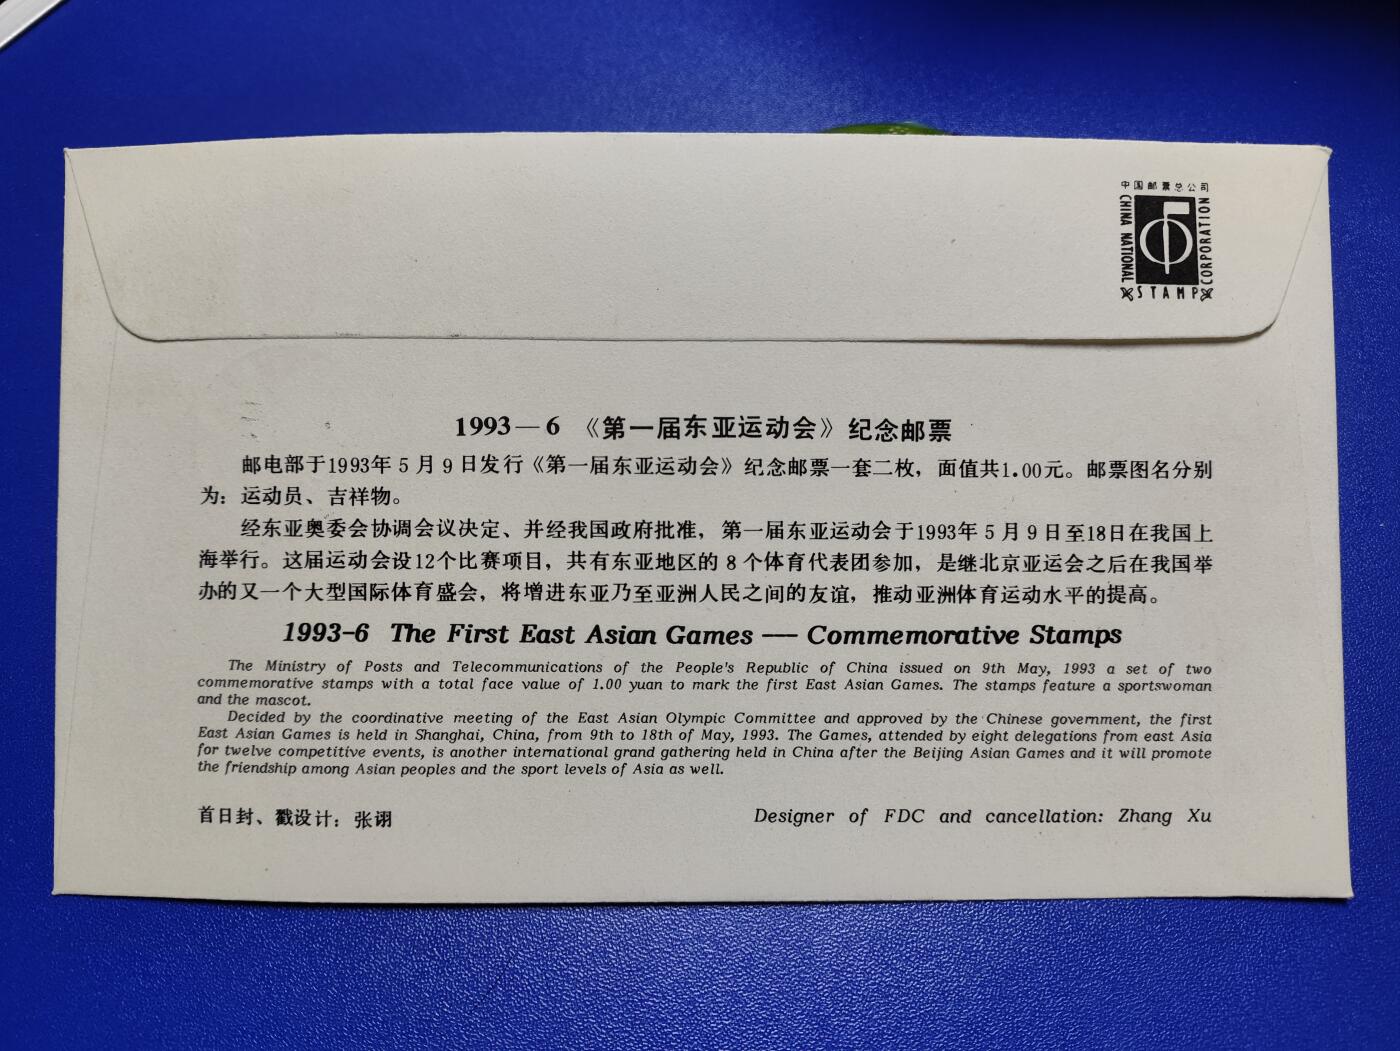 中国邮票总公司
CHINA NATIONAL
STAMP
CORPORATION
1993—6 《第一届东亚运动会》纪念邮票
邮电部于1993年5月9日发行《第一届东亚运动会》纪念邮票一套二枚，面值共1.00元。邮票图名分别
为：运动员、吉祥物。
经东亚奥委会协调会议决定、并经我国政府批准，第一届东亚运动会于1993年5月9日至18日在我国上
海举行。这届运动会设12个比赛项目，共有东亚地区的8个体育代表团参加，是继北京亚运会之后在我国举
办的又一个大型国际体育盛会，将增进东亚乃至亚洲人民之间的友谊，推动亚洲体育运动水平的提高。
1993-6 The First East Asian Games — Commemorative Stamps
The Ministry of Posts and Telecommunications of the People's Republic of China issued on 9th May, 1993 a set of two
commemorative stamps with a total face value of 1.00 yuan to mark the first East Asian Games. The stamps feature a sportswoman
and the mascot.
Decided by the coordinative meeting of the East Asian Olympic Committee and approved by the Chinese government, the first
East Asian Games is held in Shanghai, China, from 9th to 18th of May, 1993. The Games, attended by eight delegations from east Asia
for twelve competitive events, is another international grand gathering held in China after the Beijing Asian Games and it will promote
the friendship among Asian peoples and the sport levels of Asia as well.
首日封、戳设计：张诩
Designer of FDC and cancellation: Zhang Xu